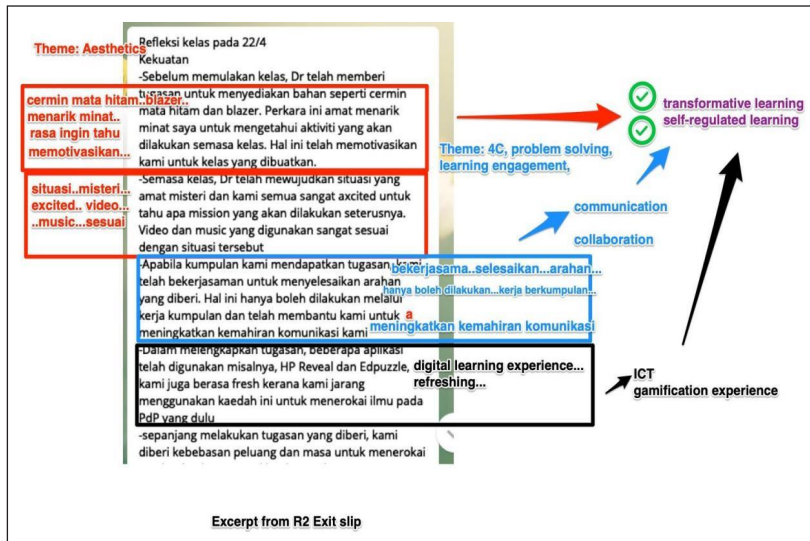 Theme: Aesthetics
Refleksi kelas pada 22/4
Kekuatan
-Sebelum memulakan kelas, Dr telah memberi
tugasan untuk menyediakan bahan seperti cermin
mata hitam dan blazer. Perkara ini amat menarik
minat saya untuk mengetahui aktiviti yang akan
dilakukan semasa kelas. Hal ini telah memotivasikan
kami untuk kelas yang dibuatkan.
-Semasa kelas, Dr telah mewujudkan situasi yang
amat misteri dan kami semua sangat axcited untuk
tahu apa mission yang akan dilakukan seterusnya.
Video dan music yang digunakan sangat sesuai
dengan situasi tersebut
-Apabila kumpulan kami mendapatkan tugasan, kami
telah bekerjasaman untuk menyelesaikan arahan
yang diberi. Hal ini hanya boleh dilakukan melalui
kerja kumpulan dan telah membantu kami untuk
meningkatkan kemahiran komunikasi kami
-Dalam melengkapkan tugasan, beberapa aplikasi
telah digunakan misalnya, HP Reveal dan Edpuzzle,
kami juga berasa fresh kerana kami jarang
menggunakan kaedah ini untuk menerokai ilmu pada
PdP yang dulu
-sepanjang melakukan tugasan yang diberi, kami
diberi kebebasan peluang dan masa untuk menerokai
cermin mata hitam..blazer..
menarik minat..
rasa ingin tahu
memotivasikan...
situasi..misteri...
excited.. video...
..music...sesuai
transformative learning
self-regulated learning
Theme: 4C, problem solving,
learning engagement,
communication
collaboration
bekerjasama..selesaikan...arahan...
hanya boleh dilakukan...kerja berkumpulan...
a
meningkatkan kemahiran komunikasi
digital learning experience...
refreshing...
ICT
gamification experience
Excerpt from R2 Exit slip